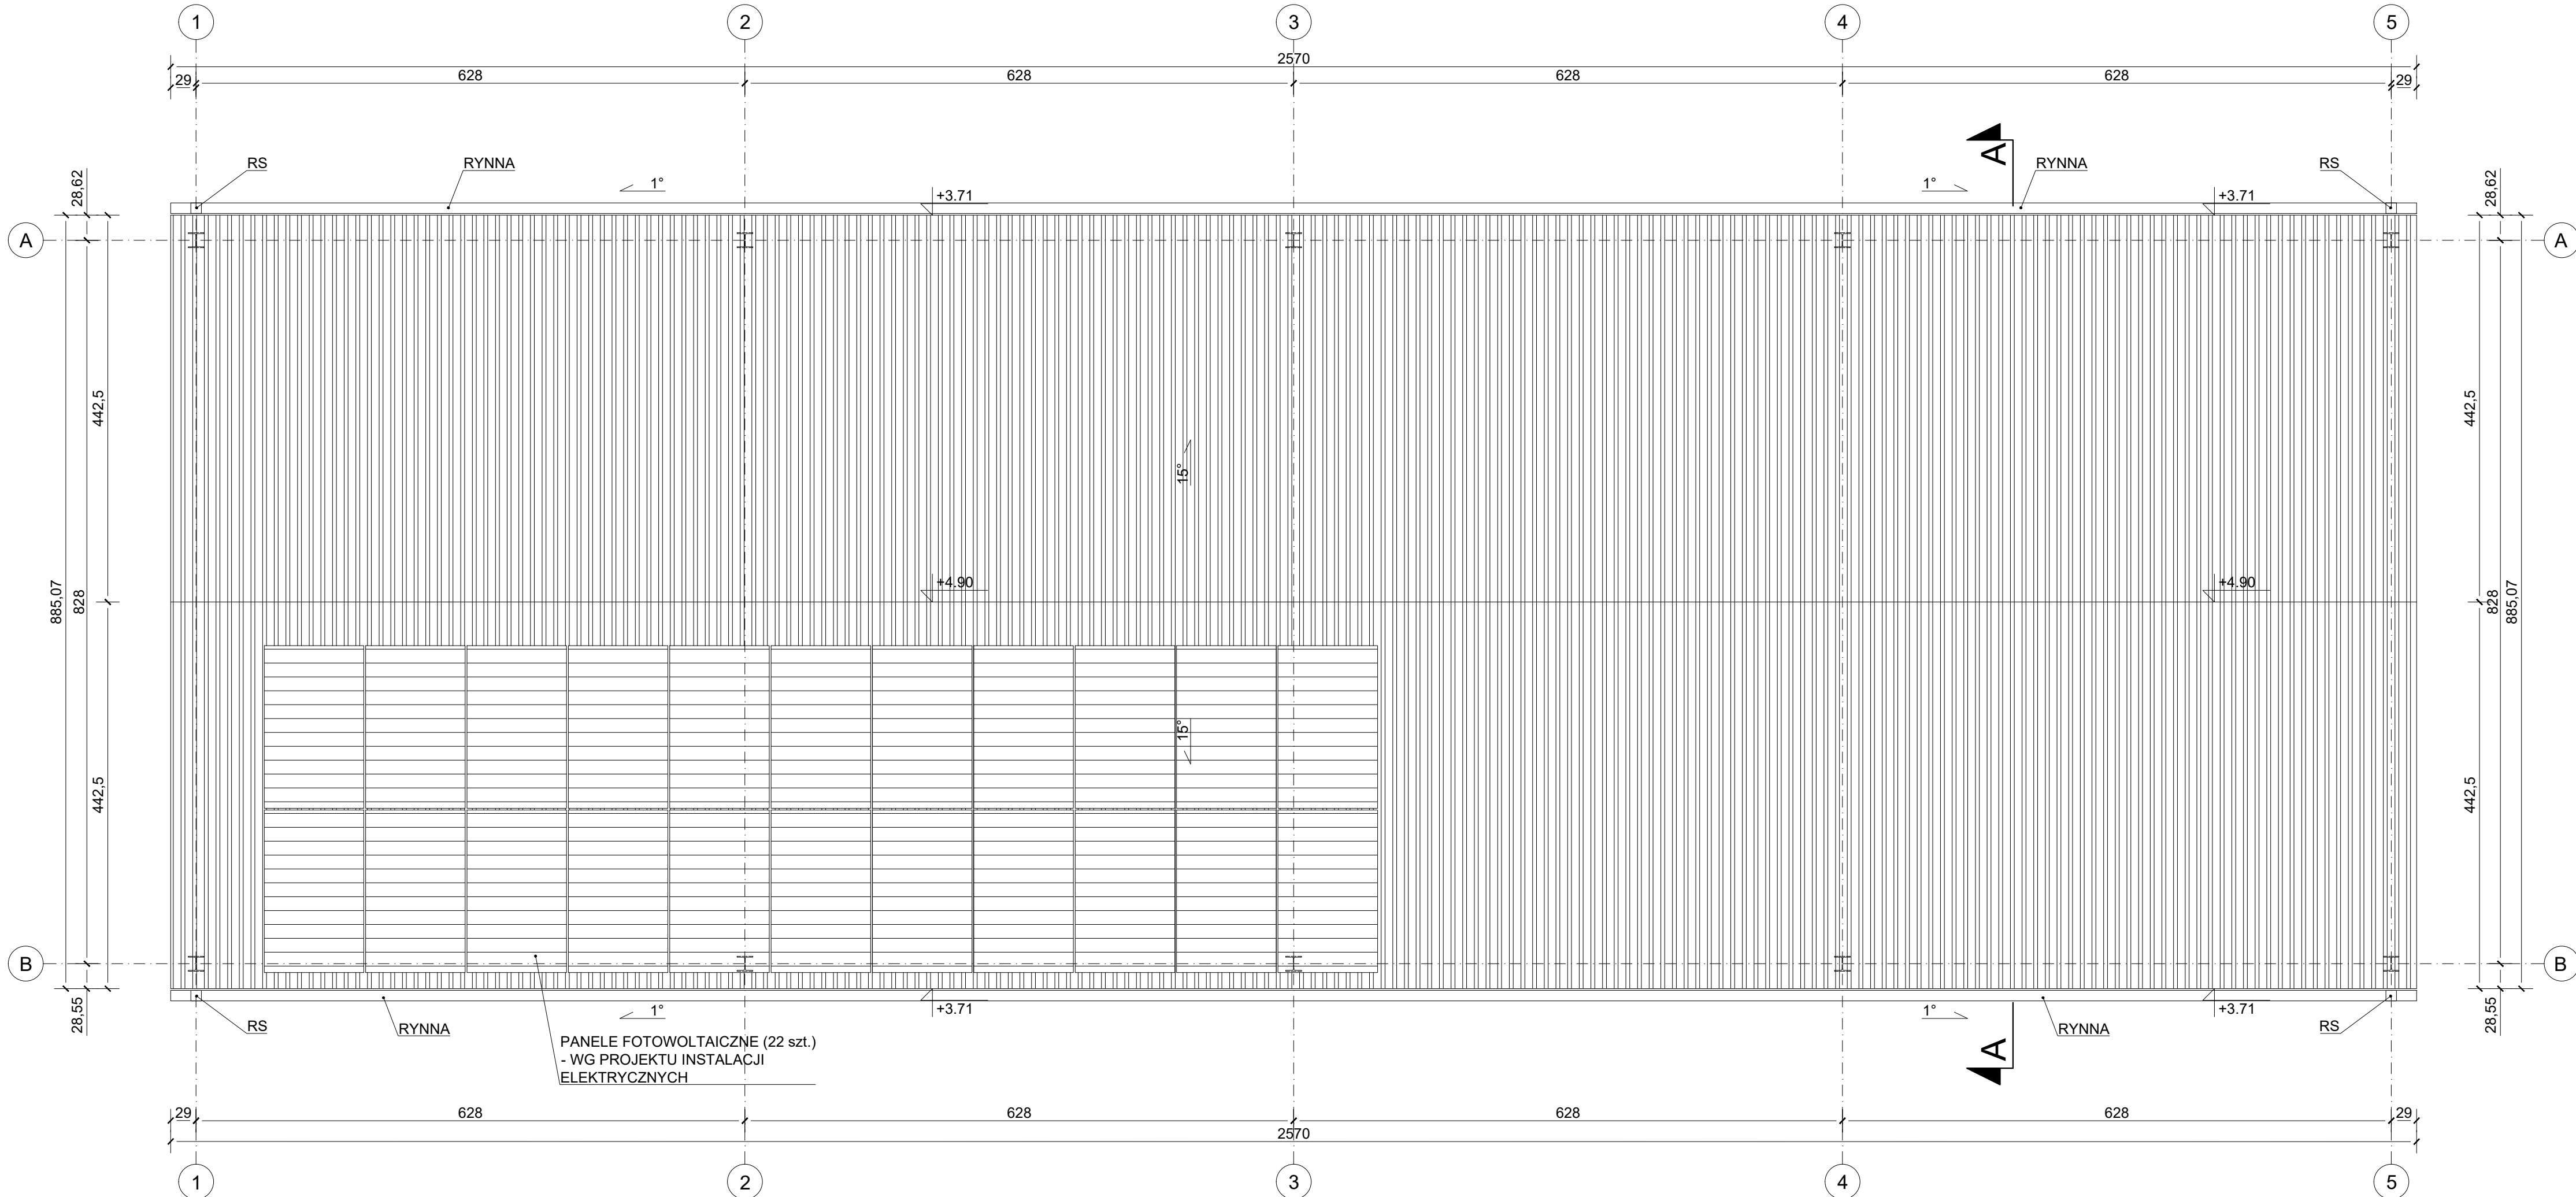 1 2 3 4 5
2570
29 628 628 628 628 29
RS RYNNA 1° 1° A RYNNA RS
28,62 28,62
+3.71 +3.71
A A
442,5 442,5
15°
885,07 828 828 885,07
+4.90 +4.90
15°
442,5 442,5
B B
28,55 28,55
RS RYNNA 1° +3.71 1° RYNNA +3.71 RS
PANELE FOTOWOLTAICZNE (22 szt.)
- WG PROJEKTU INSTALACJI
ELEKTRYCZNYCH
A
29 628 628 628 628 29
2570
1 2 3 4 5